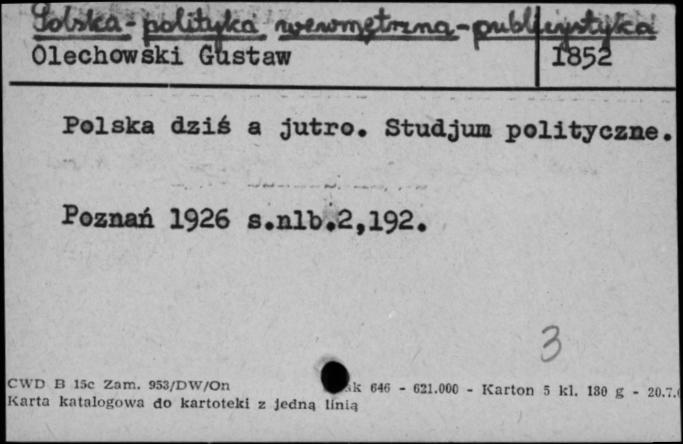 Polska - polityka wewnętrzna - publicystyka
Olechowski Gustaw 1852
Polska dziś a jutro. Studjum polityczne.
Poznań 1926 s.nlb.2,192.
3
CWD B 15c Zam. 953/DW/On k 646 - 621.000 - Karton 5 kl. 180 g - 20.7.
Karta katalogowa do kartoteki z jedną linią